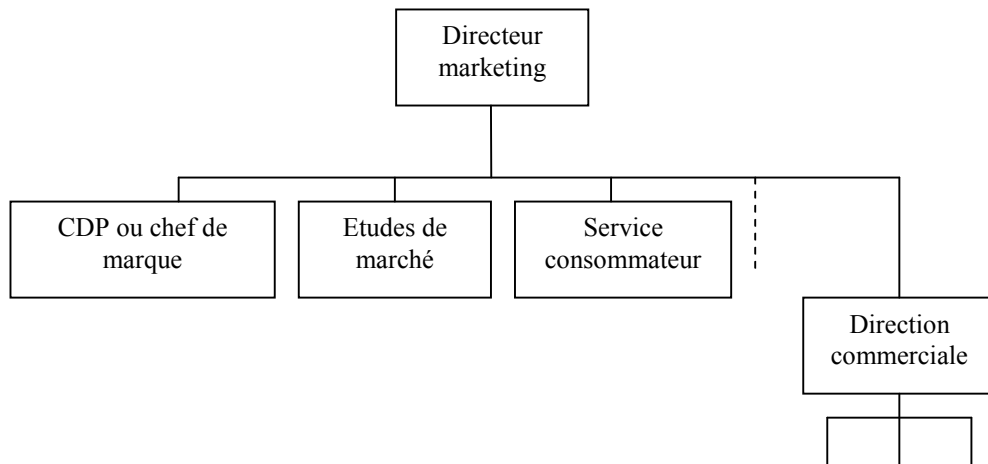 Directeur
marketing
CDP ou chef de
marque
Etudes de
marché
Service
consommateur
Direction
commerciale